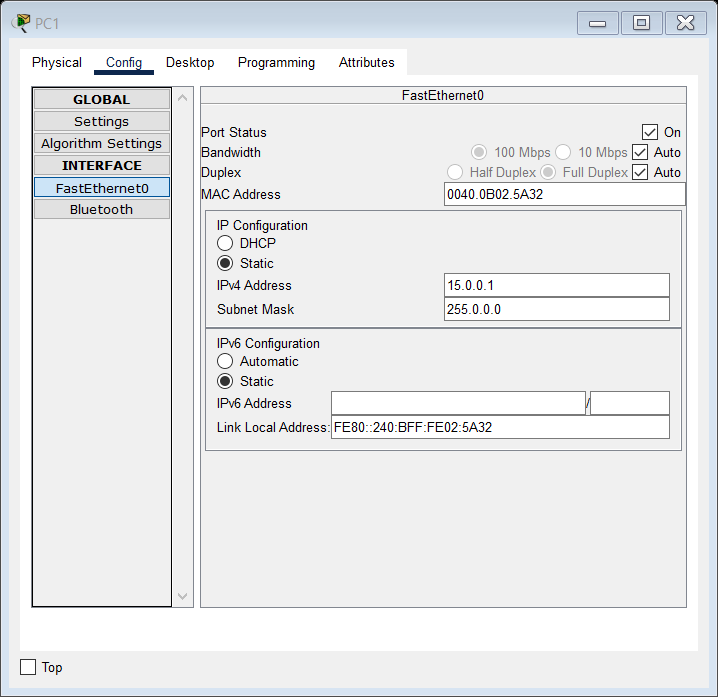 PC1
Physical Config Desktop Programming Attributes
GLOBAL
Settings
Algorithm Settings
INTERFACE
FastEthernet0
Bluetooth
FastEthernet0
Port Status On
Bandwidth 100 Mbps 10 Mbps Auto
Duplex Half Duplex Full Duplex Auto
MAC Address 0040.0B02.5A32
IP Configuration
DHCP
Static
IPv4 Address 15.0.0.1
Subnet Mask 255.0.0.0
IPv6 Configuration
Automatic
Static
IPv6 Address /
Link Local Address: FE80::240:BFF:FE02:5A32
Top